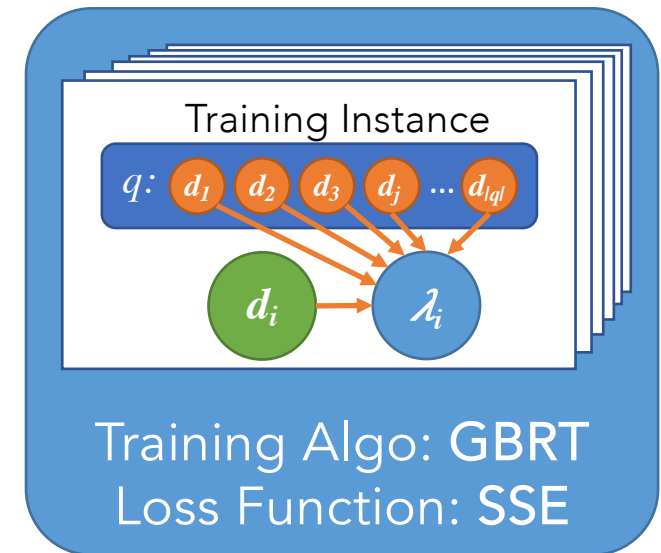 Training Instance
q: d1 d2 d3 dj ... d|q|
di λi
Training Algo: GBRT
Loss Function: SSE